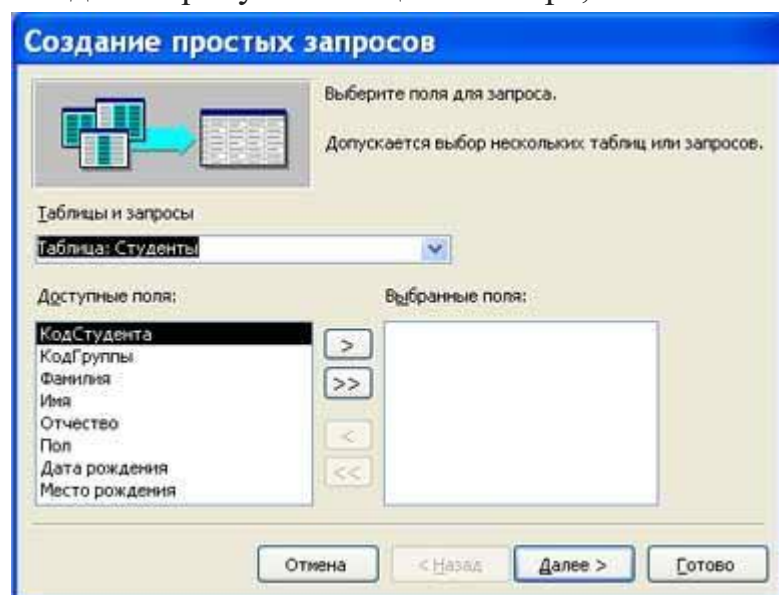 Создание простых запросов
Выберите поля для запроса.
Допускается выбор нескольких таблиц или запросов.
Таблицы и запросы
Таблица: Студенты
Доступные поля:
Выбранные поля:
КодСтудента
КодГруппы
Фамилия
Имя
Отчество
Пол
Дата рождения
Место рождения
>
>>
<
<<
Отмена
< Назад
Далее >
Готово